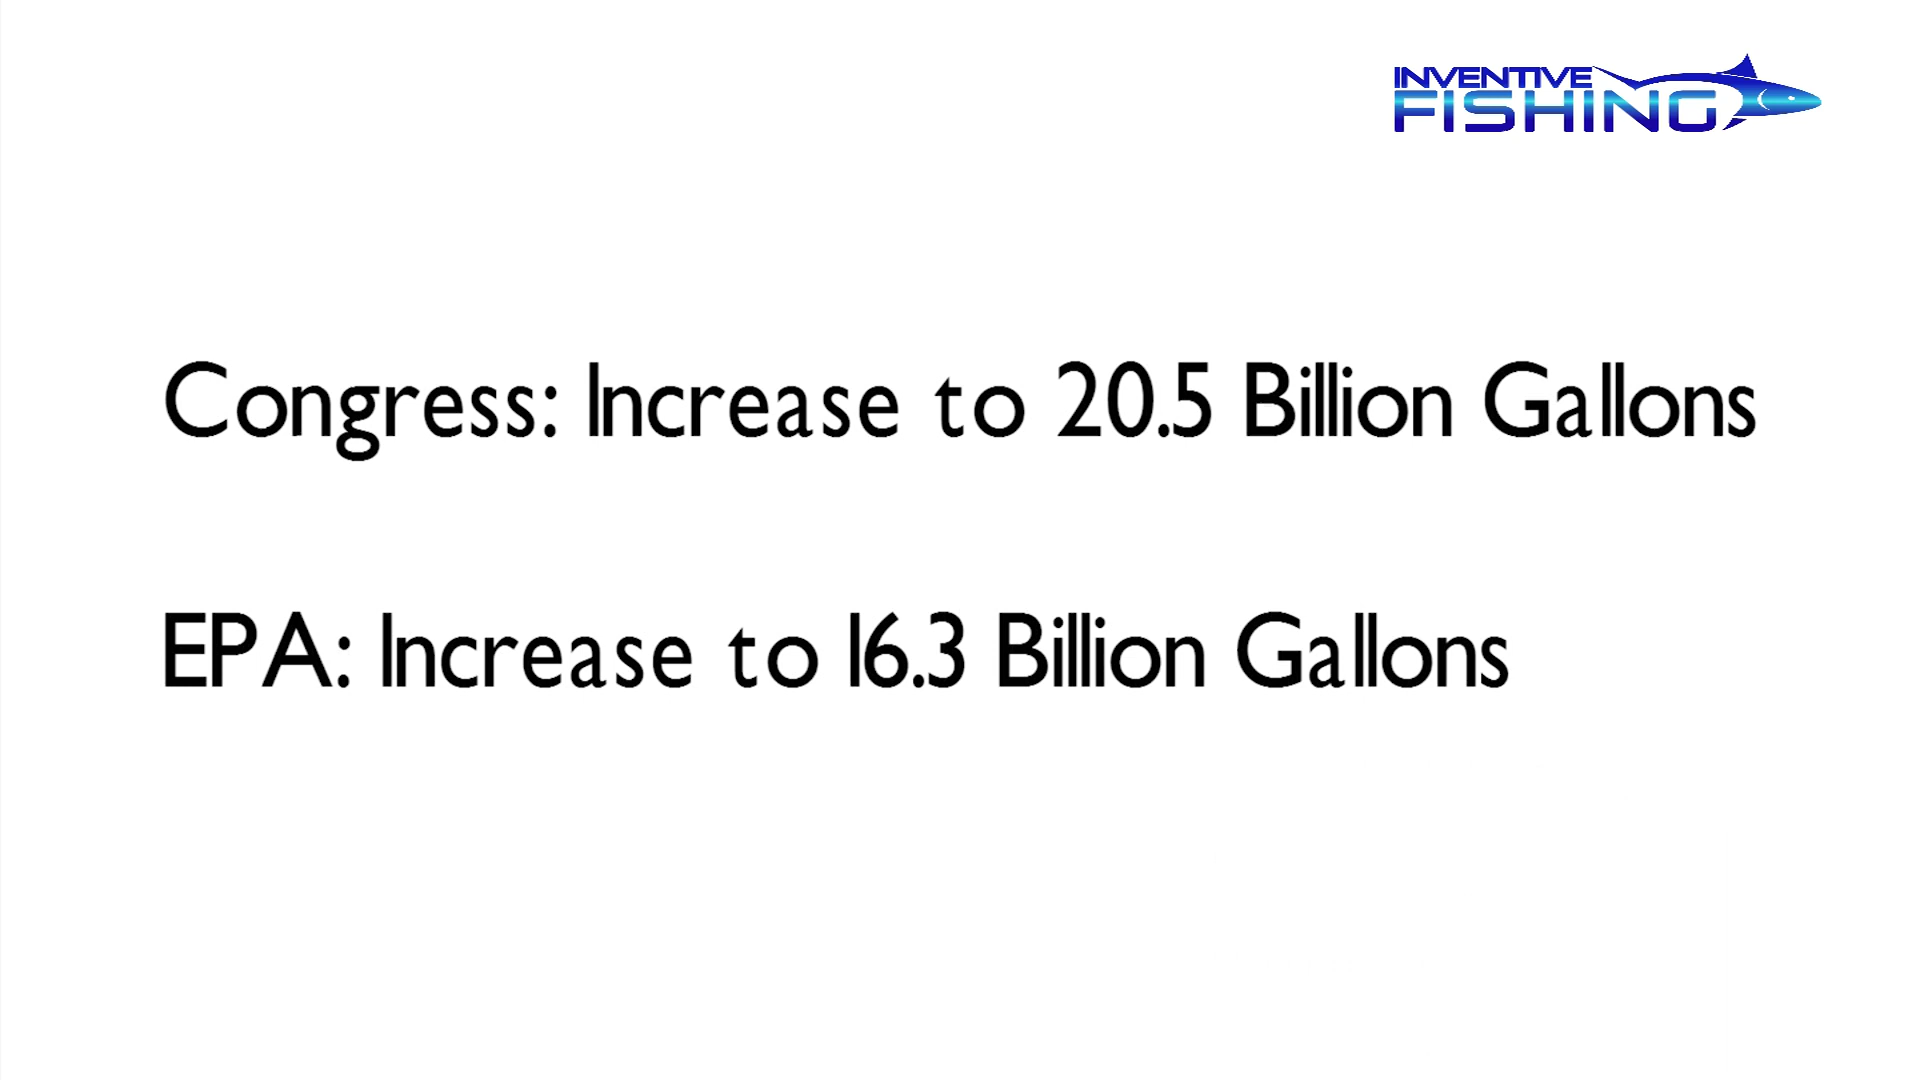 INVENTIVE
FISHING
Congress: Increase to 20.5 Billion Gallons
EPA: Increase to 16.3 Billion Gallons